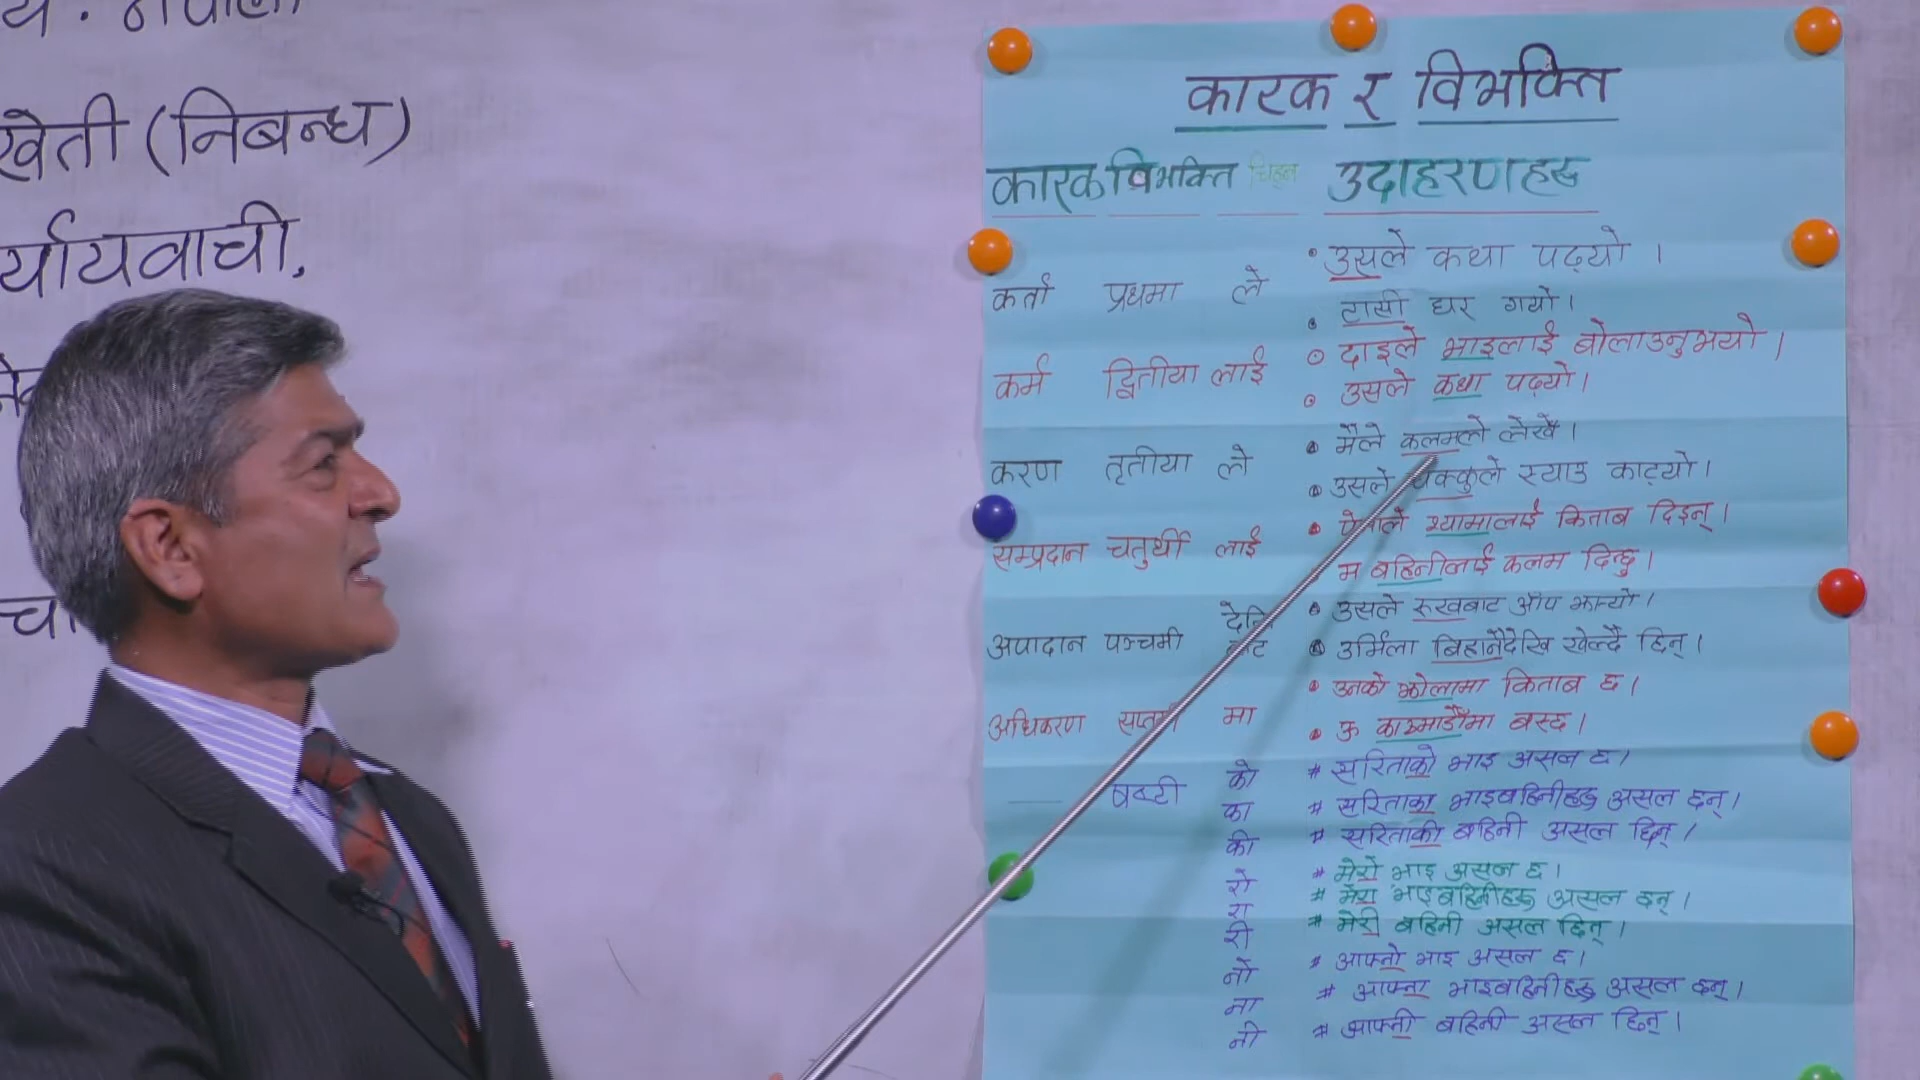 खेती (निबन्ध)
र्यायवाची,
चा
कारक र विभक्ति
कारक विभक्ति चिह्न उदाहरणहरू
कर्ता प्रथमा ले
• उसले कथा पढ्यो ।
• टासी घर गयो ।
कर्म द्वितीया लाई
• दाइले भाइलाई बोलाउनुभयो ।
• उसले कथा पढ्यो ।
करण तृतीया ले
• मैले कलमले लेखेँ ।
• उसले चक्कुले स्याउ काट्यो ।
सम्प्रदान चतुर्थी लाई
• श्यामालाई किताब दिइन् ।
म बहिनीलाई कलम दिन्छु ।
अपादान पञ्चमी देखि बाट
• उसले रुखबाट आँप झार्‍यो ।
• उर्मिला बिहानैदेखि खेल्दै छिन् ।
अधिकरण सप्तमी मा
• उनको झोलामा किताब छ ।
• ऊ काठमाडौँमा बस्छ ।
— षष्टी को # सरिताको भाइ असल छ ।
का # सरिताका भाइबहिनीहरू असल छन् ।
की # सरिताकी बहिनी असल छिन् ।
रो # मेरो भाइ असल छ ।
रा # मेरा भाइबहिनीहरू असल छन् ।
री # मेरी बहिनी असल छिन् ।
नो # आफ्नो भाइ असल छ ।
ना # आफ्ना भाइबहिनीहरू असल छन् ।
नी # आफ्नी बहिनी असल छिन् ।